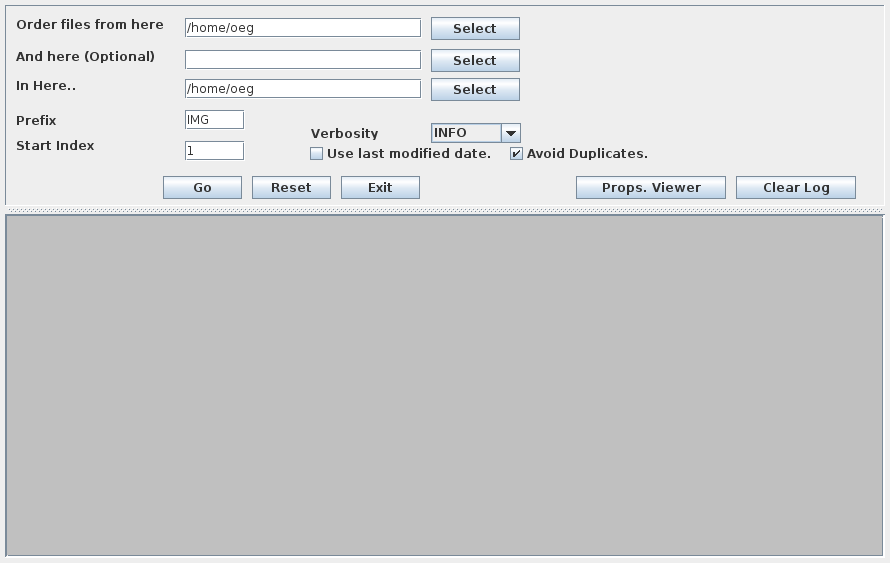 Order files from here /home/oeg Select
And here (Optional) Select
In Here.. /home/oeg Select
Prefix IMG
Verbosity INFO
Start Index 1
Use last modified date. Avoid Duplicates.
Go Reset Exit Props. Viewer Clear Log